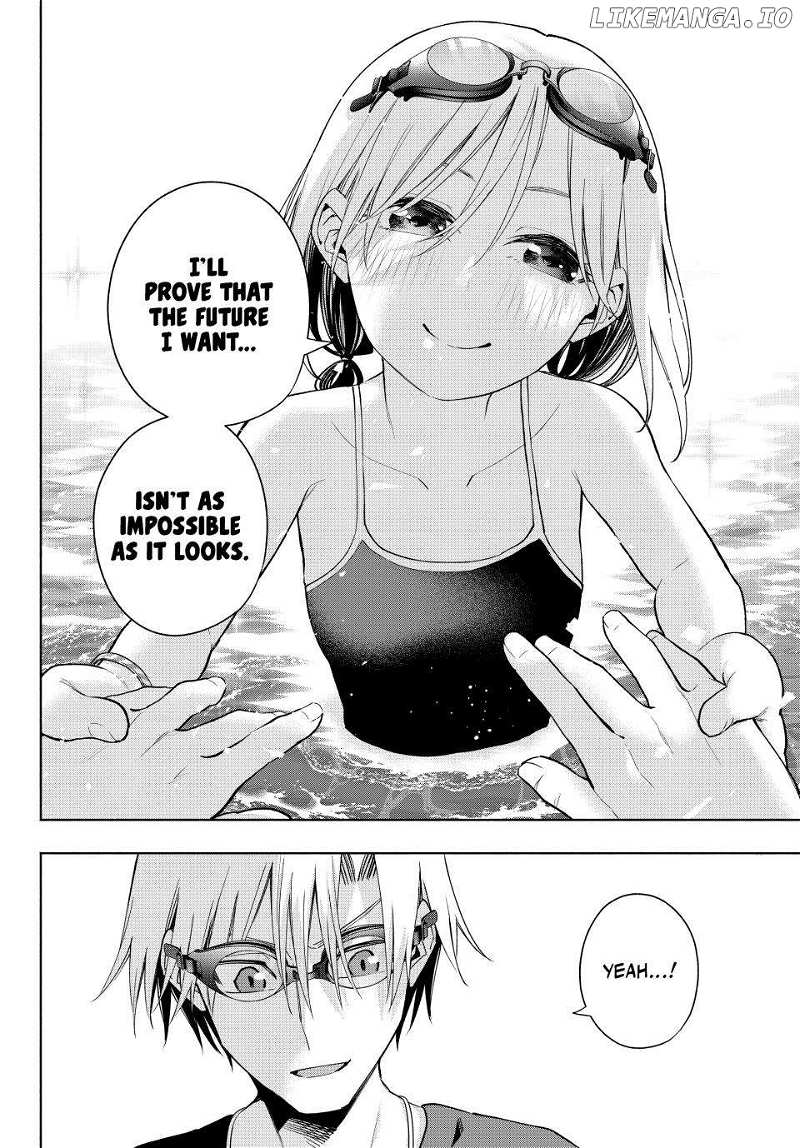 LIKEMANGA.IO
I'LL
PROVE THAT
THE FUTURE
I WANT...
ISN'T AS
IMPOSSIBLE
AS IT LOOKS.
YEAH...!